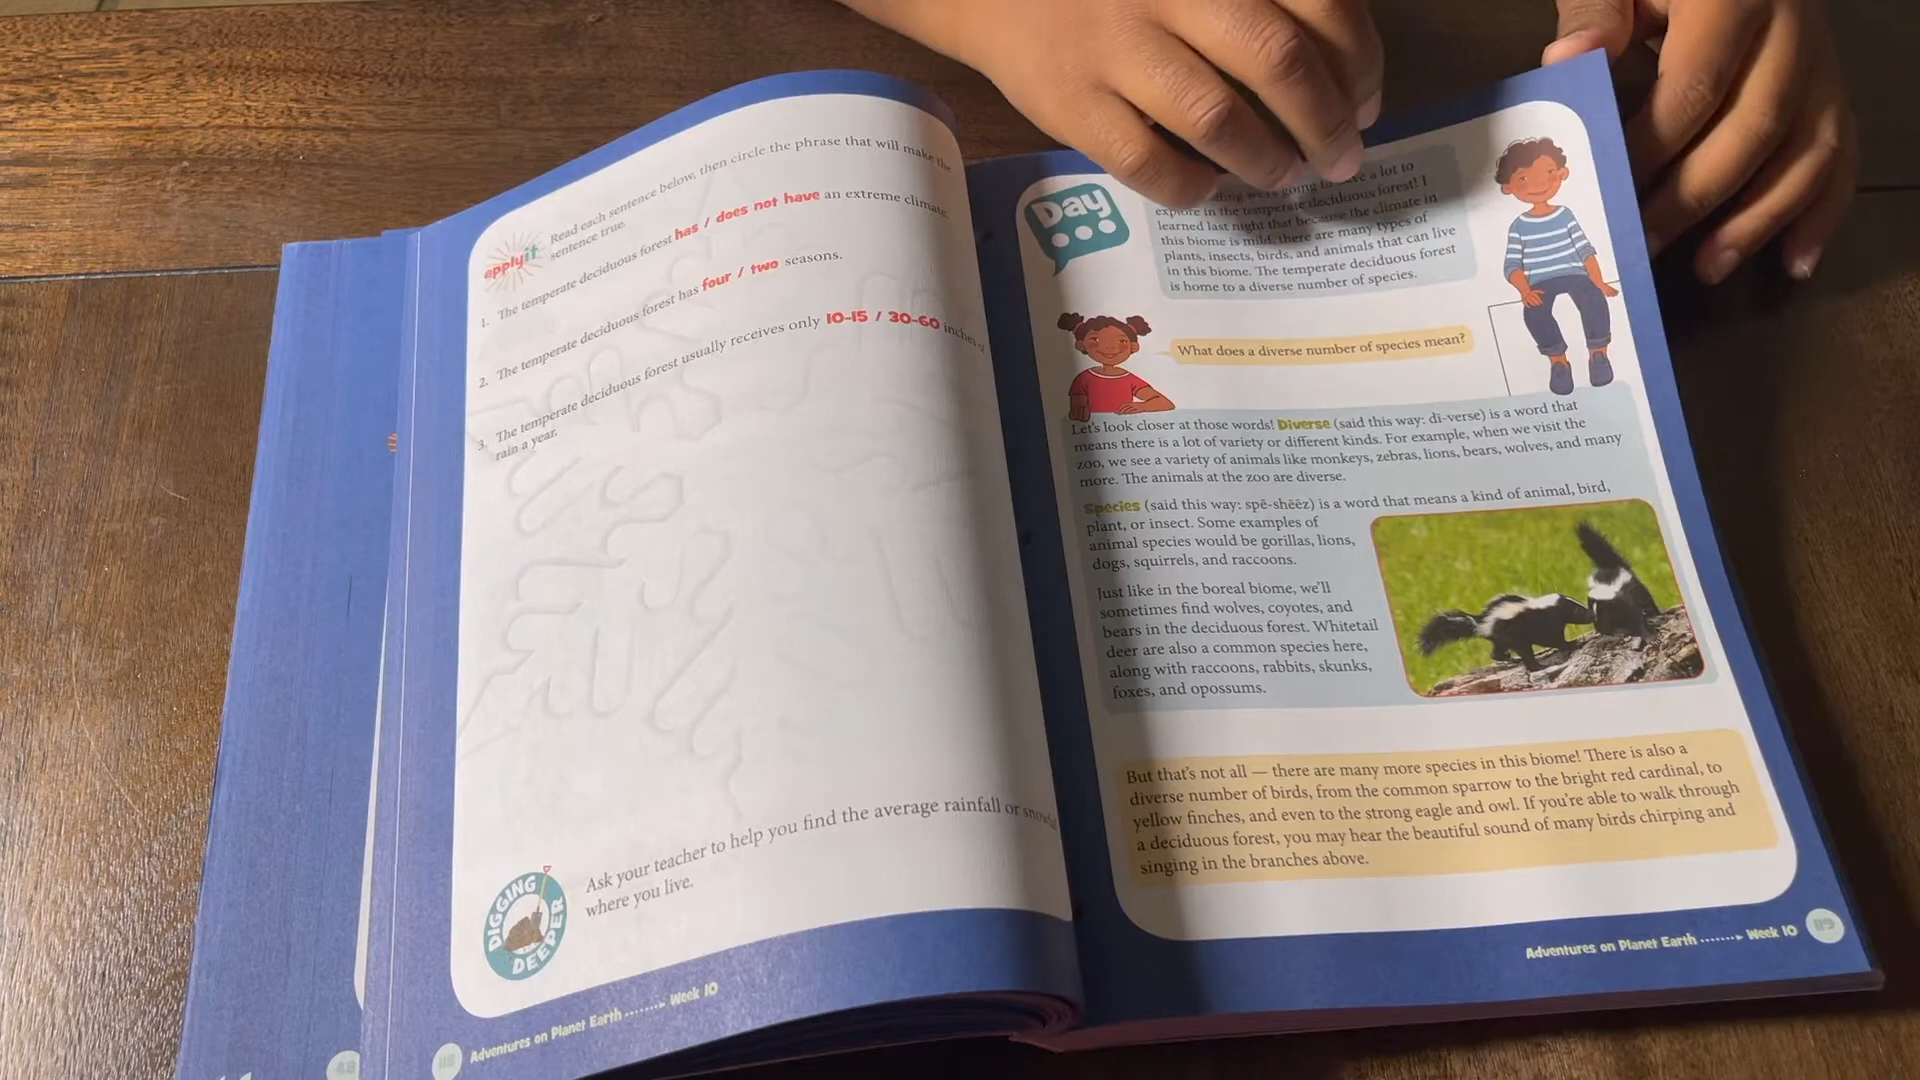 applyit
Read each sentence below, then circle the phrase that will make the
sentence true.
1. The temperate deciduous forest has / does not have an extreme climate.
2. The temperate deciduous forest has four / two seasons.
3. The temperate deciduous forest usually receives only 10-15 / 30-60 inches of
rain a year.
DIGGING
DEEPER
Ask your teacher to help you find the average rainfall or snowfall
where you live.
118
Adventures on Planet Earth ....... Week 10
48
Day
going to have a lot to
explore in the temperate deciduous forest! I
learned last night that because the climate in
this biome is mild, there are many types of
plants, insects, birds, and animals that can live
in this biome. The temperate deciduous forest
is home to a diverse number of species.
What does a diverse number of species mean?
Let's look closer at those words! Diverse (said this way: dī-verse) is a word that
means there is a lot of variety or different kinds. For example, when we visit the
zoo, we see a variety of animals like monkeys, zebras, lions, bears, wolves, and many
more. The animals at the zoo are diverse.
Species (said this way: spē-shēēz) is a word that means a kind of animal, bird,
plant, or insect. Some examples of
animal species would be gorillas, lions,
dogs, squirrels, and raccoons.
Just like in the boreal biome, we'll
sometimes find wolves, coyotes, and
bears in the deciduous forest. Whitetail
deer are also a common species here,
along with raccoons, rabbits, skunks,
foxes, and opossums.
But that's not all — there are many more species in this biome! There is also a
diverse number of birds, from the common sparrow to the bright red cardinal, to
yellow finches, and even to the strong eagle and owl. If you're able to walk through
a deciduous forest, you may hear the beautiful sound of many birds chirping and
singing in the branches above.
Adventures on Planet Earth ....... Week 10
119